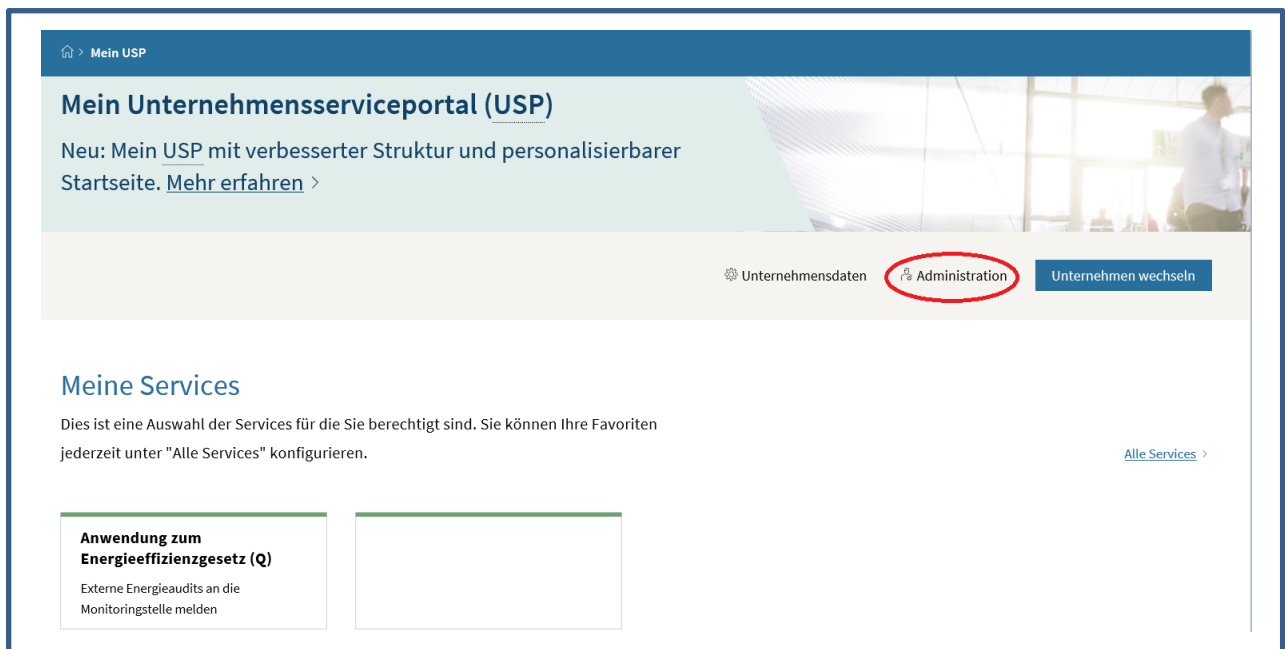 > Mein USP
Mein Unternehmensserviceportal (USP)
Neu: Mein USP mit verbesserter Struktur und personalisierbarer
Startseite. Mehr erfahren >
Unternehmensdaten Administration Unternehmen wechseln
Meine Services
Dies ist eine Auswahl der Services für die Sie berechtigt sind. Sie können Ihre Favoriten
jederzeit unter "Alle Services" konfigurieren.
Alle Services >
Anwendung zum
Energieeffizienzgesetz (Q)
Externe Energieaudits an die
Monitoringstelle melden